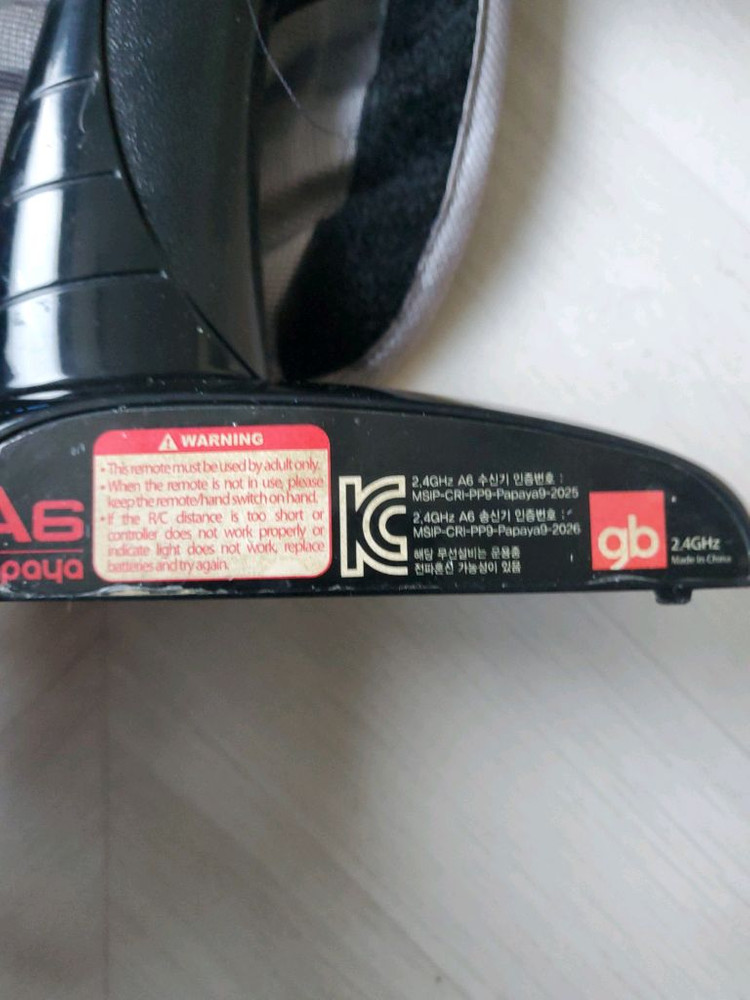 A6
paya
WARNING
• This remote must be used by adult only.
• When the remote is not in use, please
keep the remote/hand switch on hand,
• If the R/C distance is too short or
controller does not work properly or
indicate light does not work, replace
batteries and try again.
2.4GHz A6 수신기 인증번호 :
MSIP-CRI-PP9-Papaya9-2025
2.4GHz A6 송신기 인증번호 :
MSIP-CRI-PP9-Papaya9-2026
해당 무선설비는 운용중
전파혼신 가능성이 있음
gb
2.4GHz
Made in China